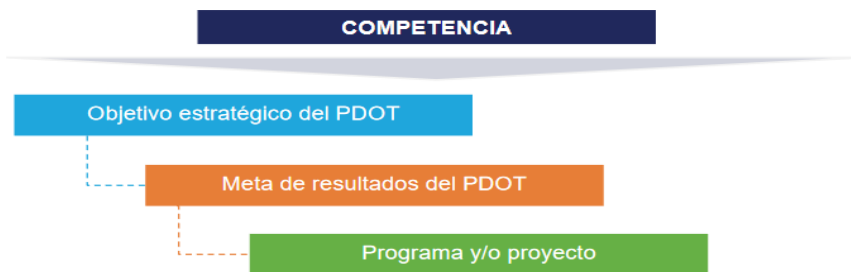 COMPETENCIA
Objetivo estratégico del PDOT
Meta de resultados del PDOT
Programa y/o proyecto